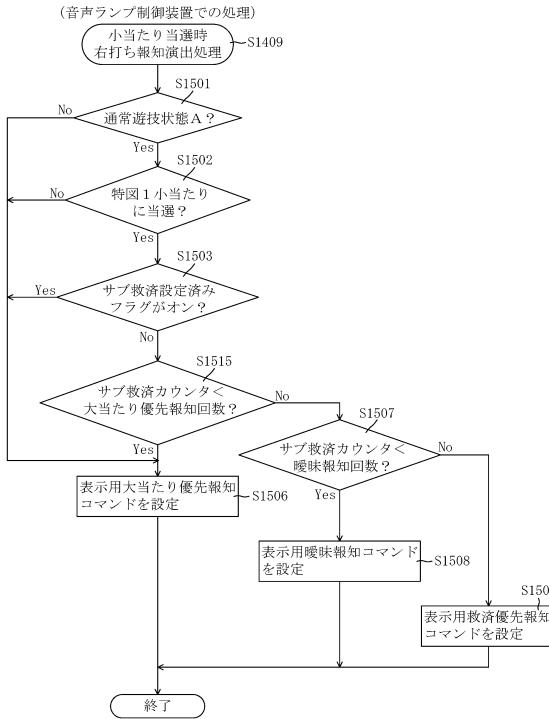 (音声ランプ制御装置での処理)
小当たり当選時
右打ち報知演出処理
S1409
S1501
No
通常遊技状態A?
Yes
S1502
No
特図1小当たり
に当選?
Yes
S1503
Yes
サブ救済設定済み
フラグがオン?
No
S1515
サブ救済カウンタ<
大当たり優先報知回数?
No
Yes
S1507
サブ救済カウンタ<
曖昧報知回数?
No
Yes
表示用大当たり優先報知
コマンドを設定
S1506
表示用曖昧報知コマンド
を設定
S1508
S150
表示用救済優先報知
コマンドを設定
終了